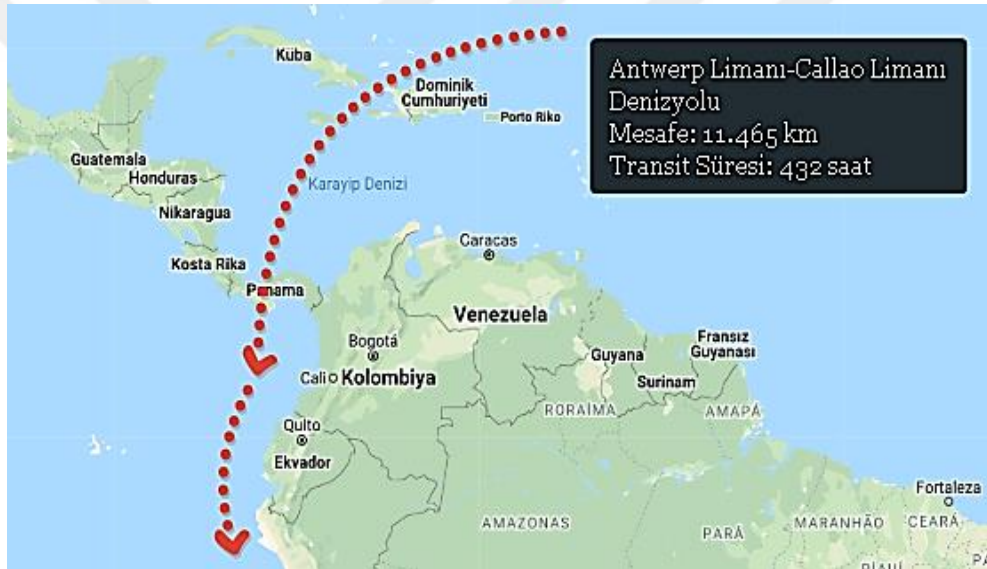 Küba
Dominik
Cumhuriyeti
Porto Riko
Antwerp Limanı-Callao Limanı
Denizyolu
Mesafe: 11.465 km
Transit Süresi: 432 saat
Guatemala
Honduras
Karayip Denizi
Nikaragua
Kosta Rika
Caracas
Panama
Venezuela
Bogotá
Guyana
Fransız
Guyanası
Cali
Kolombiya
Surinam
RORAIMA
AMAPÁ
Quito
Ekvador
Fortaleza
AMAZONAS
PARÁ
MARANHÃO
CEARÁ
PIAUÍ